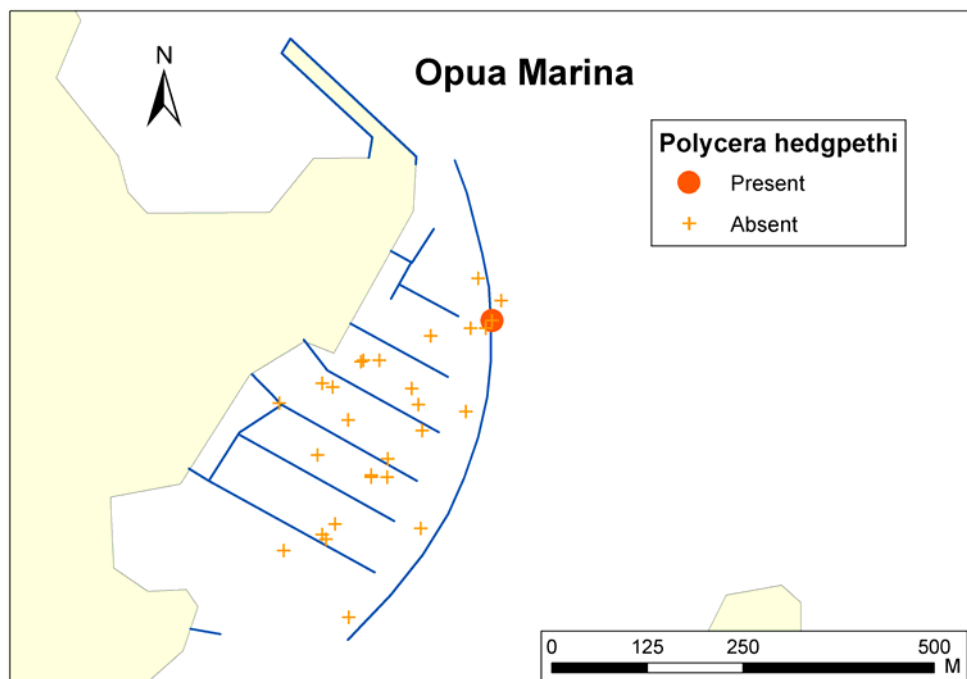 N
Opua Marina
Polycera hedgpethi
Present
Absent
0 125 250 500
M